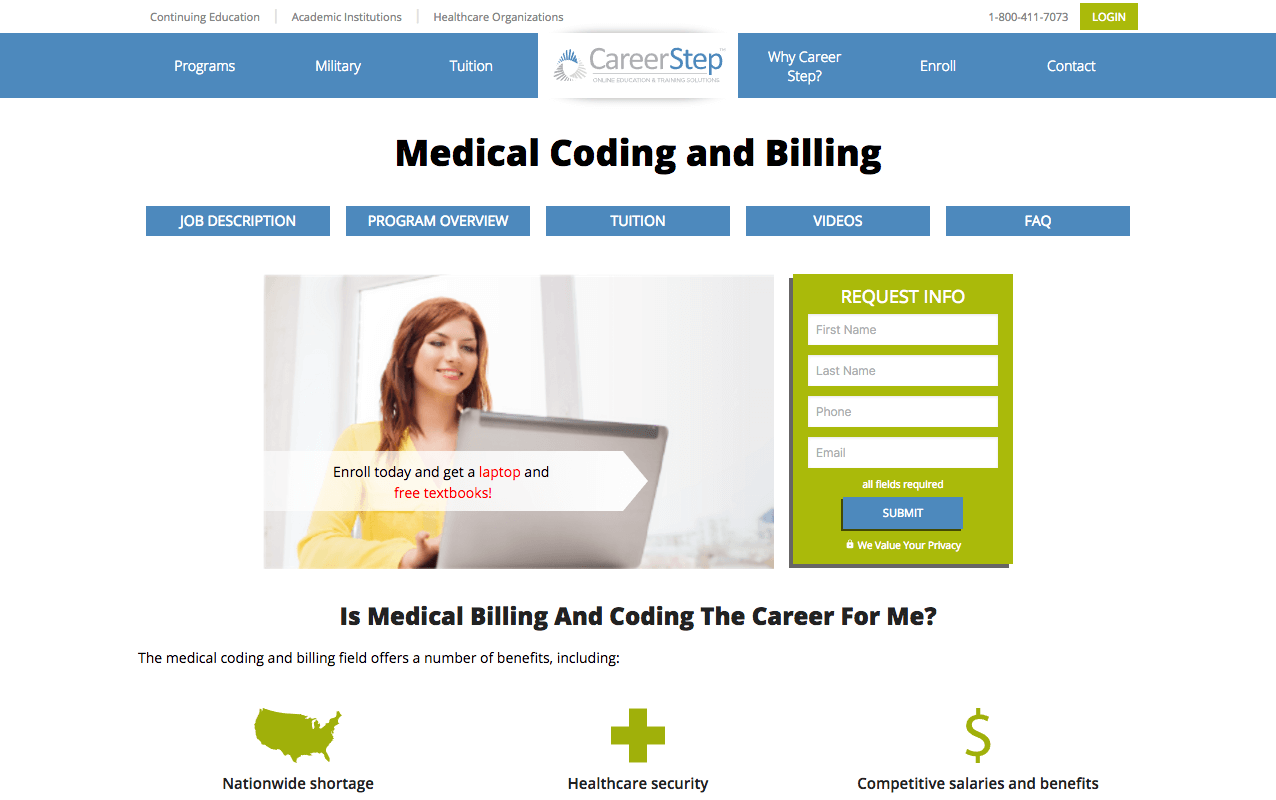 Continuing Education
Academic Institutions
Healthcare Organizations
1-800-411-7073
LOGIN
Programs
Military
Tuition
CareerStep™
ONLINE EDUCATION & TRAINING SOLUTIONS
Why Career
Step?
Enroll
Contact
Medical Coding and Billing
JOB DESCRIPTION
PROGRAM OVERVIEW
TUITION
VIDEOS
FAQ
Enroll today and get a laptop and
free textbooks!
REQUEST INFO
First Name
Last Name
Phone
Email
all fields required
SUBMIT
We Value Your Privacy
Is Medical Billing And Coding The Career For Me?
The medical coding and billing field offers a number of benefits, including:
$
Nationwide shortage
Healthcare security
Competitive salaries and benefits